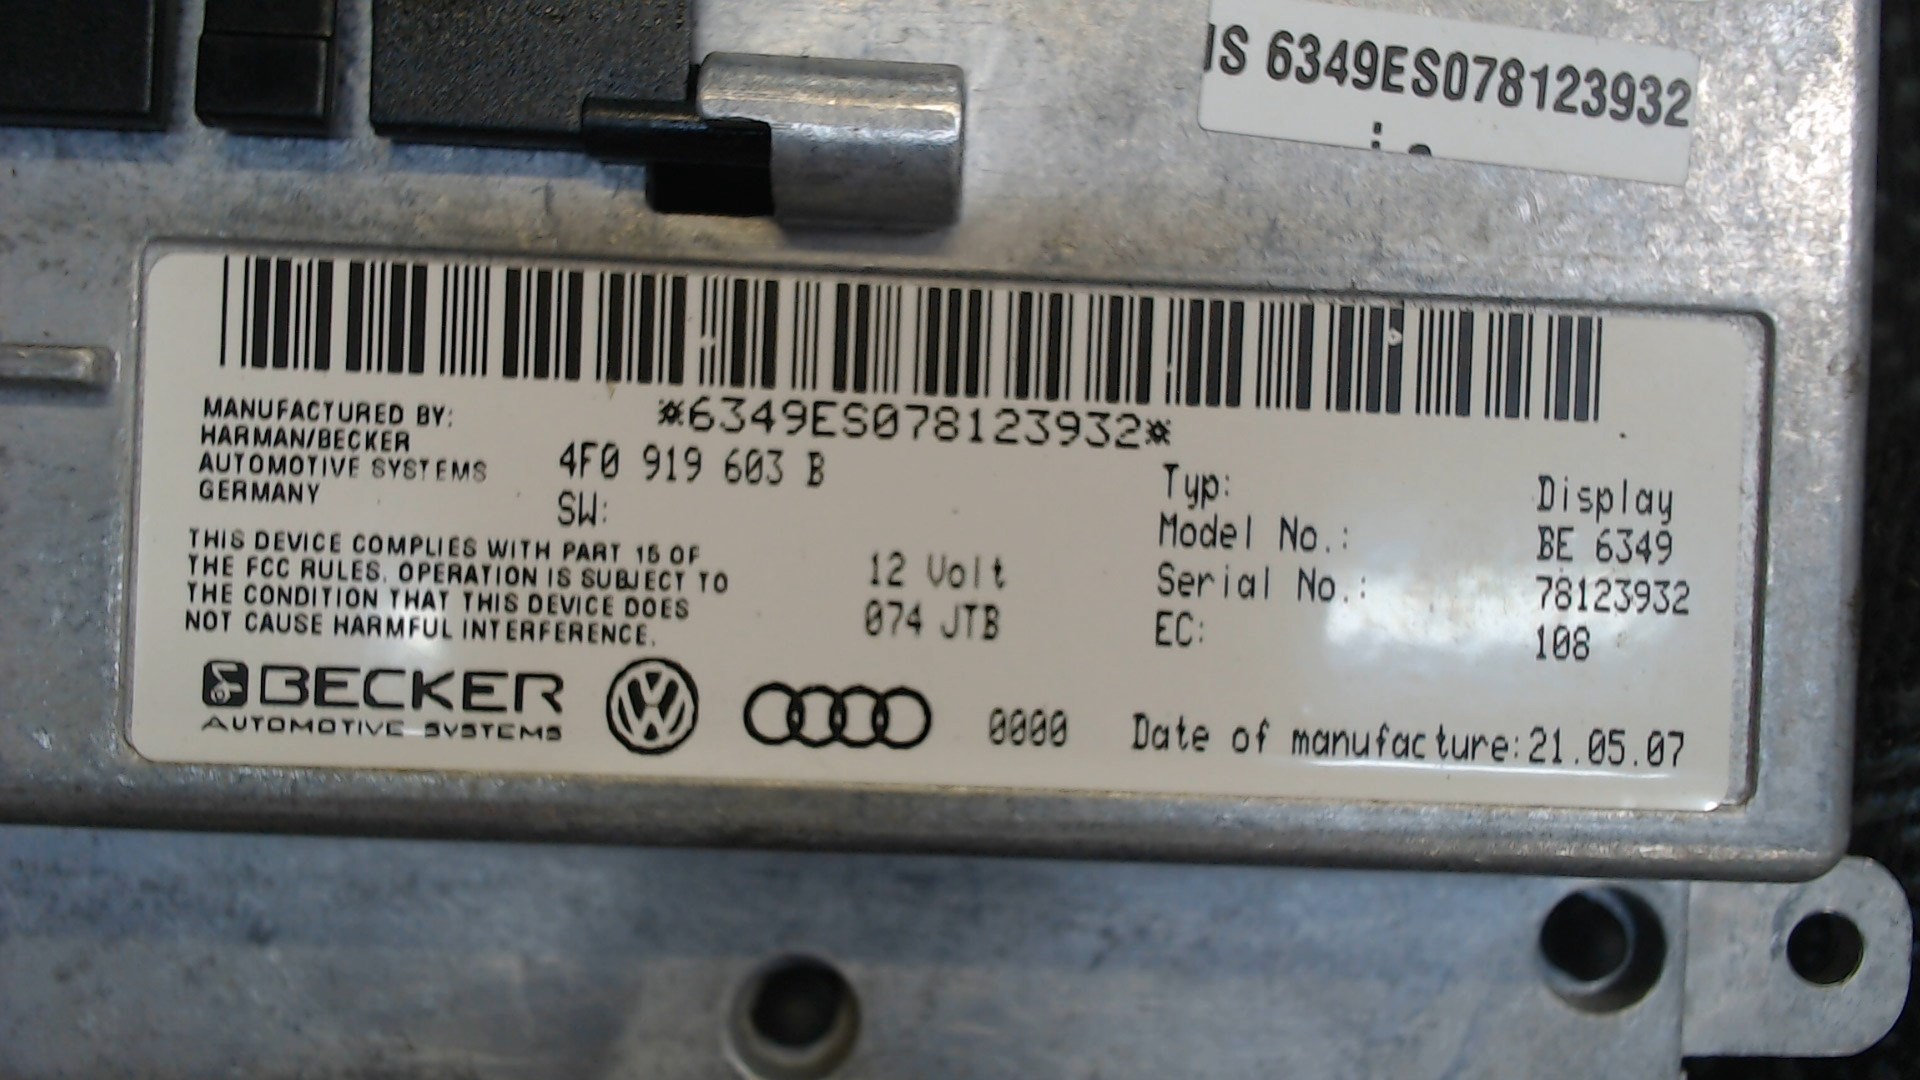 IS 6349ES078123932
*6349ES078123932*
MANUFACTURED BY:
HARMAN/BECKER
AUTOMOTIVE SYSTEMS
GERMANY
4F0 919 603 B
SW:
THIS DEVICE COMPLIES WITH PART 15 OF
THE FCC RULES. OPERATION IS SUBJECT TO
THE CONDITION THAT THIS DEVICE DOES
NOT CAUSE HARMFUL INTERFERENCE.
12 Volt
074 JTB
Typ: Display
Model No.: BE 6349
Serial No.: 78123932
EC: 108
BECKER
AUTOMOTIVE SYSTEMS
0000
Date of manufacture:21.05.07